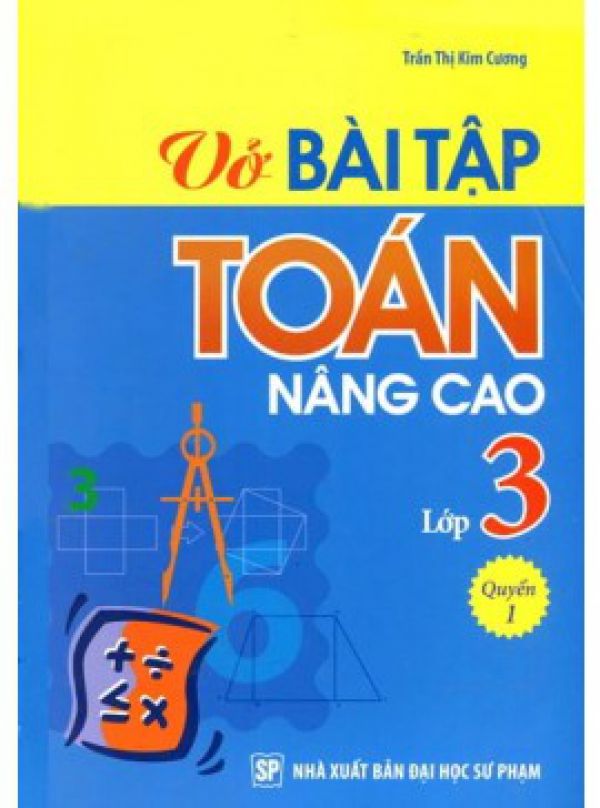 Trần Thị Kim Cương
Vở BÀI TẬP
TOÁN
NÂNG CAO
Lớp 3
Quyển
1
3
6
+ ÷
≤ x
SP NHÀ XUẤT BẢN ĐẠI HỌC SƯ PHẠM